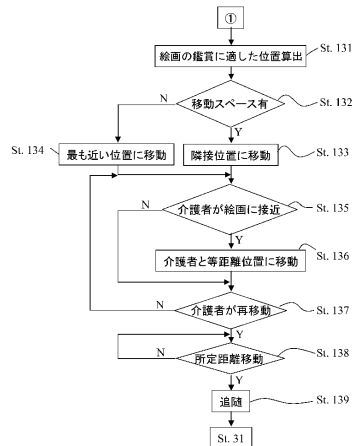 ①
絵画の鑑賞に適した位置算出
St. 131
移動スペース有
St. 132
N
Y
St. 134
最も近い位置に移動
隣接位置に移動
St. 133
介護者が絵画に接近
St. 135
N
Y
介護者と等距離位置に移動
St. 136
介護者が再移動
St. 137
N
Y
所定距離移動
St. 138
N
Y
追随
St. 139
St. 31